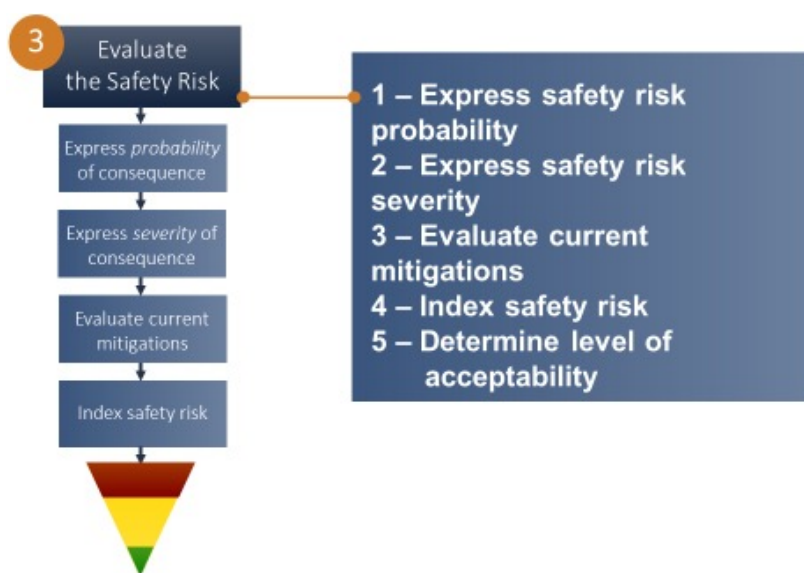 3
Evaluate
the Safety Risk
Express probability
of consequence
Express severity of
consequence
Evaluate current
mitigations
Index safety risk
1 – Express safety risk
probability
2 – Express safety risk
severity
3 – Evaluate current
mitigations
4 – Index safety risk
5 – Determine level of
acceptability